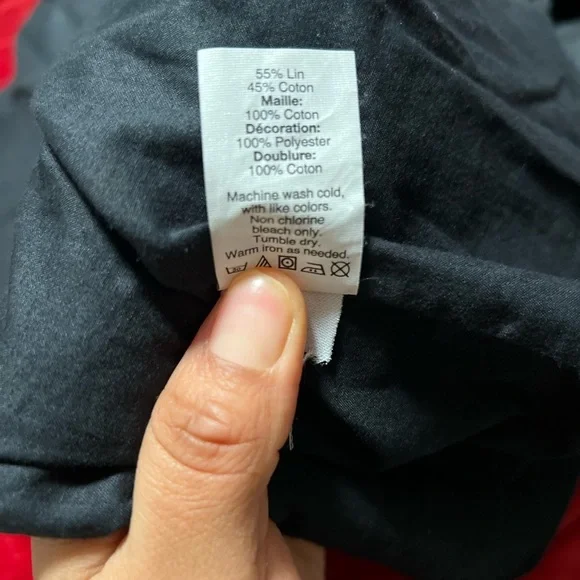 55% Lin
45% Coton
Maille:
100% Coton
Décoration:
100% Polyester
Doublure:
100% Coton
Machine wash cold,
with like colors.
Non chlorine
bleach only.
Tumble dry.
Warm iron as needed.